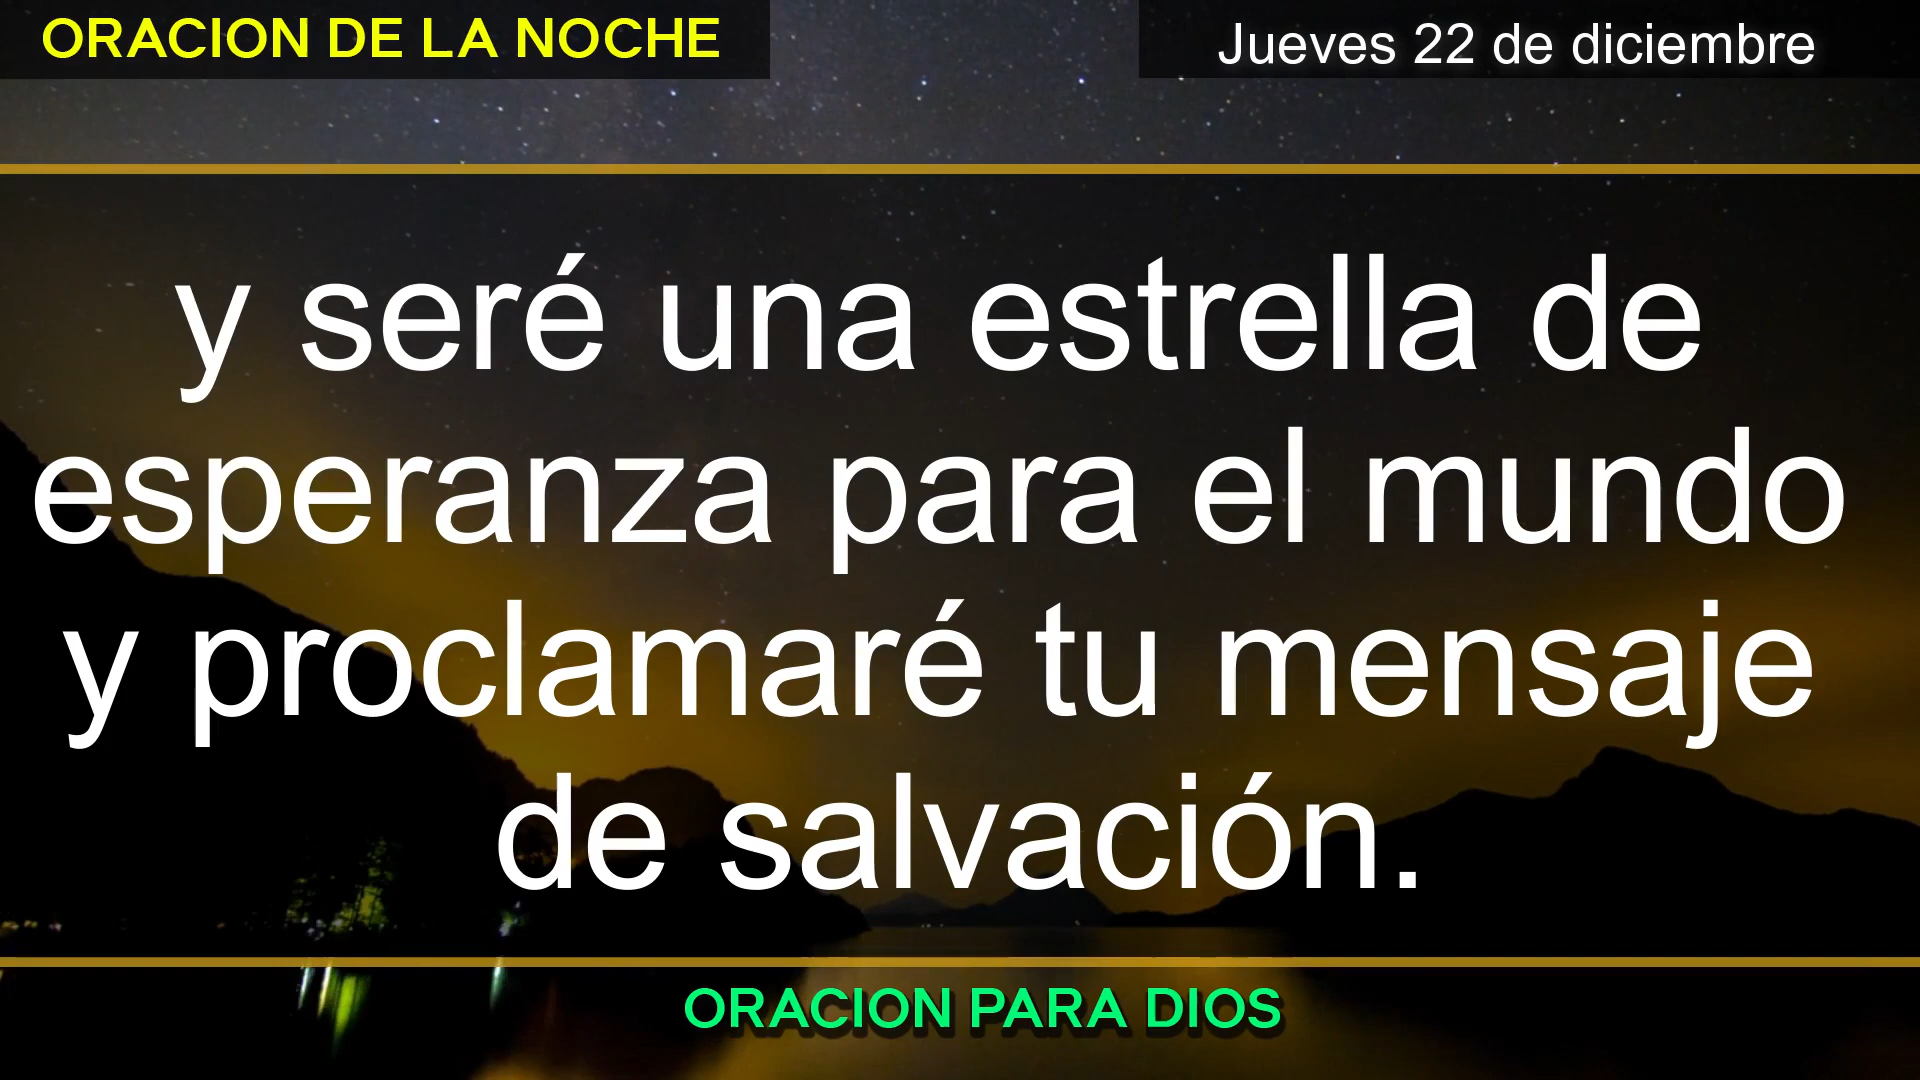 ORACION DE LA NOCHE
Jueves 22 de diciembre
y seré una estrella de
esperanza para el mundo
y proclamaré tu mensaje
de salvación.
ORACION PARA DIOS